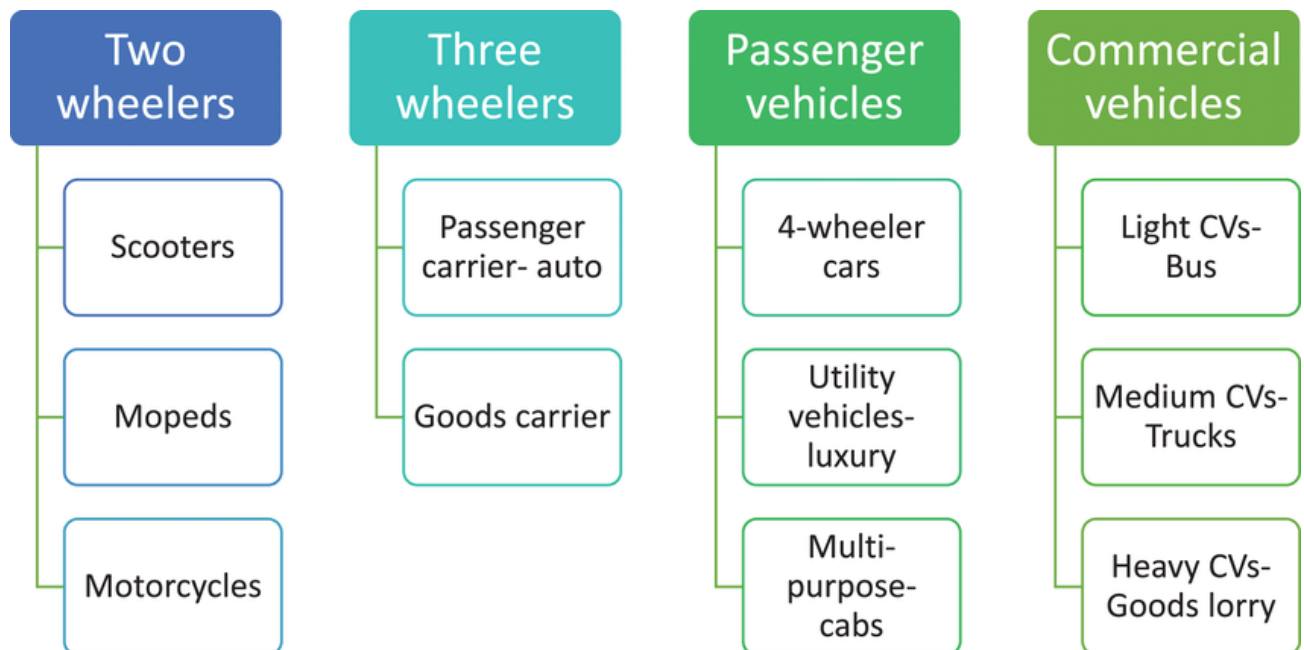 Two
wheelers
Scooters
Mopeds
Motorcycles
Three
wheelers
Passenger
carrier- auto
Goods carrier
Passenger
vehicles
4-wheeler
cars
Utility
vehicles-
luxury
Multi-
purpose-
cabs
Commercial
vehicles
Light CVs-
Bus
Medium CVs-
Trucks
Heavy CVs-
Goods lorry